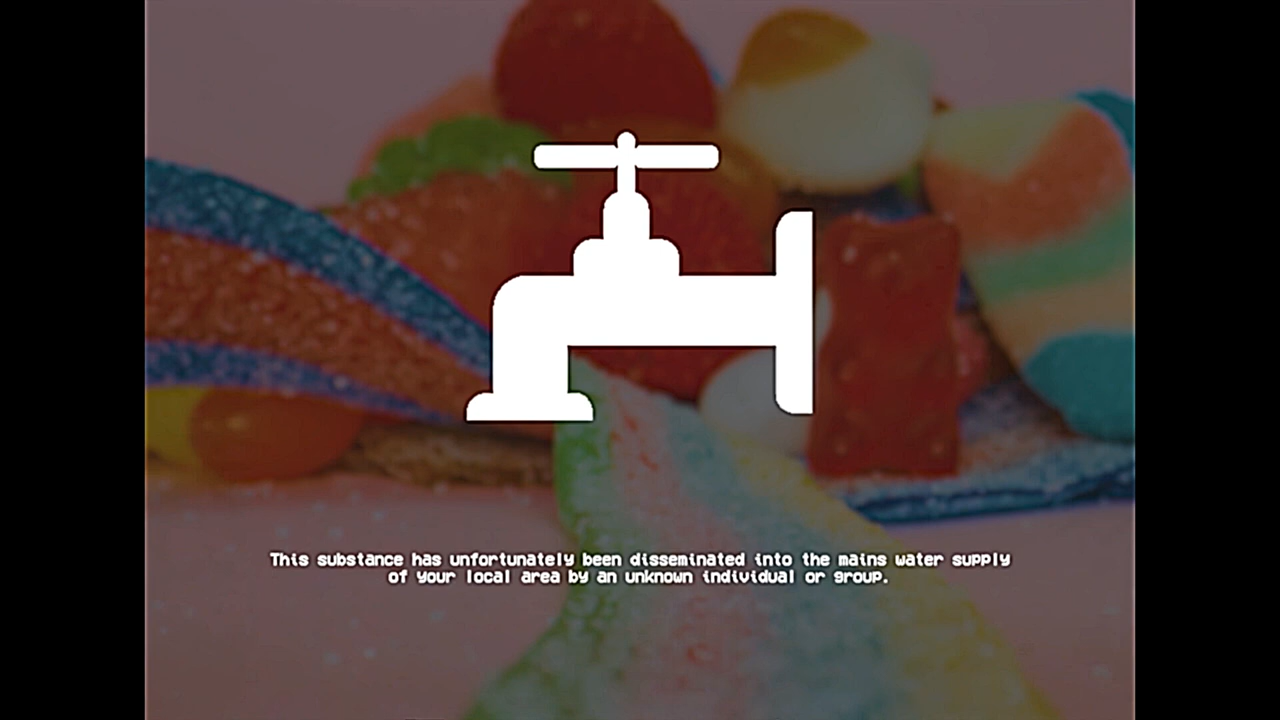 This substance has unfortunately been disseminated into the mains water supply
of your local area by an unknown individual or group.